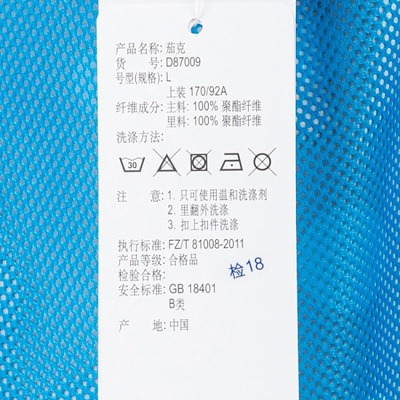 产品名称: 茄克
货 号: D87009
号型(规格): L
上装 170/92A
纤维成分: 主料: 100% 聚酯纤维
里料: 100% 聚酯纤维
洗涤方法:
30
注 意: 1. 只可使用温和洗涤剂
2. 里翻外洗涤
3. 扣上扣件洗涤
执行标准: FZ/T 81008-2011
产品等级: 合格品
检验合格:
检18
安全标准: GB 18401
B类
产 地: 中国